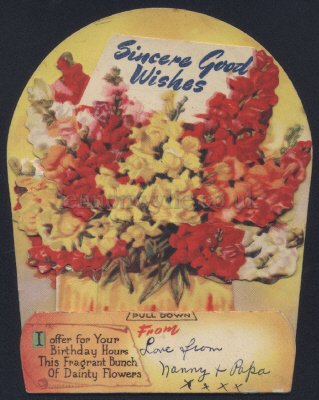 Sincere Good
Wishes
PULL DOWN
I offer for Your
Birthday Hours
This Fragrant Bunch
Of Dainty Flowers
From
Love from
Nanny + Papa
x x x x